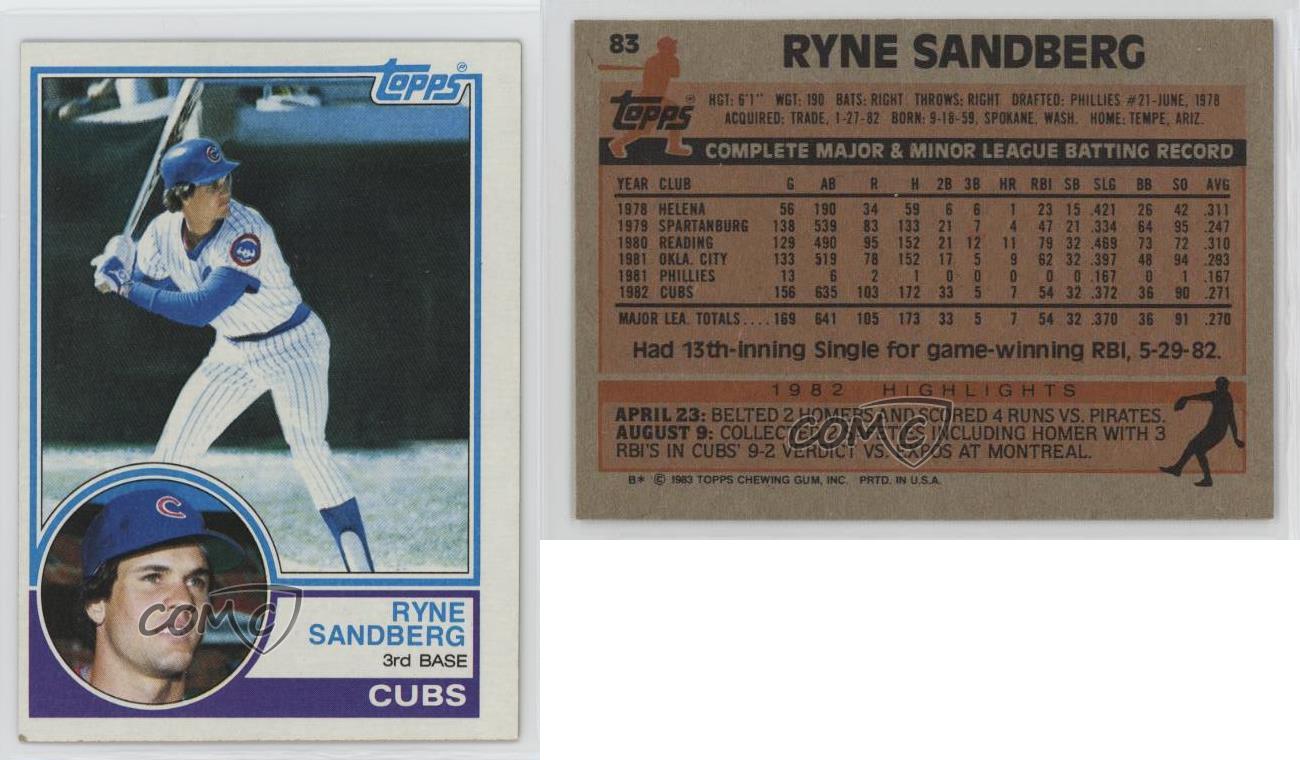 Topps®
RYNE
SANDBERG
3rd BASE
CUBS
COMC
83
RYNE SANDBERG
Topps®
HGT: 6'1" WGT: 190 BATS: RIGHT THROWS: RIGHT DRAFTED: PHILLIES #21-JUNE, 1978
ACQUIRED: TRADE, 1-27-82 BORN: 9-18-59, SPOKANE, WASH. HOME: TEMPE, ARIZ.
COMPLETE MAJOR & MINOR LEAGUE BATTING RECORD
YEAR CLUB G AB R H 2B 3B HR RBI SB SLG BB SO AVG
1978 HELENA 56 190 34 59 6 6 1 23 15 .421 26 42 .311
1979 SPARTANBURG 138 539 83 133 21 7 4 47 21 .334 64 95 .247
1980 READING 129 490 95 152 21 12 11 79 32 .469 73 72 .310
1981 OKLA. CITY 133 519 78 152 17 5 9 62 32 .397 48 94 .293
1981 PHILLIES 13 6 2 1 0 0 0 0 0 .167 0 1 .167
1982 CUBS 156 635 103 172 33 5 7 54 32 .372 36 90 .271
MAJOR LEA. TOTALS.... 169 641 105 173 33 5 7 54 32 .370 36 91 .270
Had 13th-inning Single for game-winning RBI, 5-29-82.
1982 HIGHLIGHTS
APRIL 23: BELTED 2 HOMERS AND SCORED 4 RUNS VS. PIRATES.
AUGUST 9: COLLECTED INCLUDING HOMER WITH 3
RBI'S IN CUBS' 9-2 VERDICT VS. EXPOS AT MONTREAL.
COMC
B* © 1983 TOPPS CHEWING GUM, INC. PRTD. IN U.S.A.